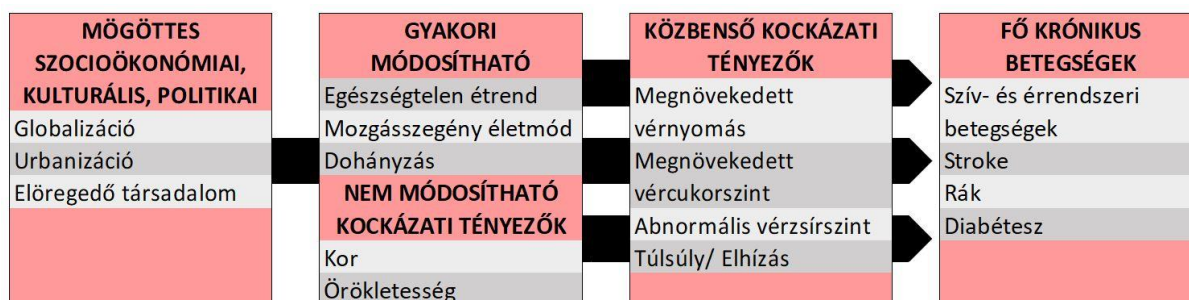 MÖGÖTTES
SZOCIOÖKONÓMIAI,
KULTURÁLIS, POLITIKAI
Globalizáció
Urbanizáció
Elöregedő társadalom
GYAKORI
MÓDOSÍTHATÓ
Egészségtelen étrend
Mozgásszegény életmód
Dohányzás
NEM MÓDOSÍTHATÓ
KOCKÁZATI TÉNYEZŐK
Kor
Örökletesség
KÖZBENSŐ KOCKÁZATI
TÉNYEZŐK
Megnövekedett
vérnyomás
Megnövekedett
vércukorszint
Abnormális vérzsírszint
Túlsúly/ Elhízás
FŐ KRÓNIKUS
BETEGSÉGEK
Szív- és érrendszeri
betegségek
Stroke
Rák
Diabétesz